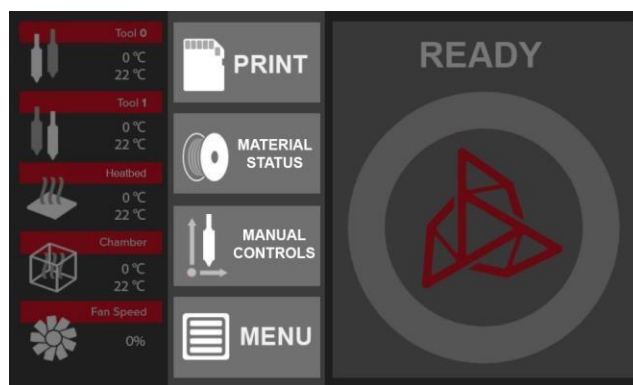 Tool 0
0 °C
22 °C
Tool 1
0 °C
22 °C
Heatbed
0 °C
22 °C
Chamber
0 °C
22 °C
Fan Speed
0%
PRINT
MATERIAL
STATUS
MANUAL
CONTROLS
MENU
READY